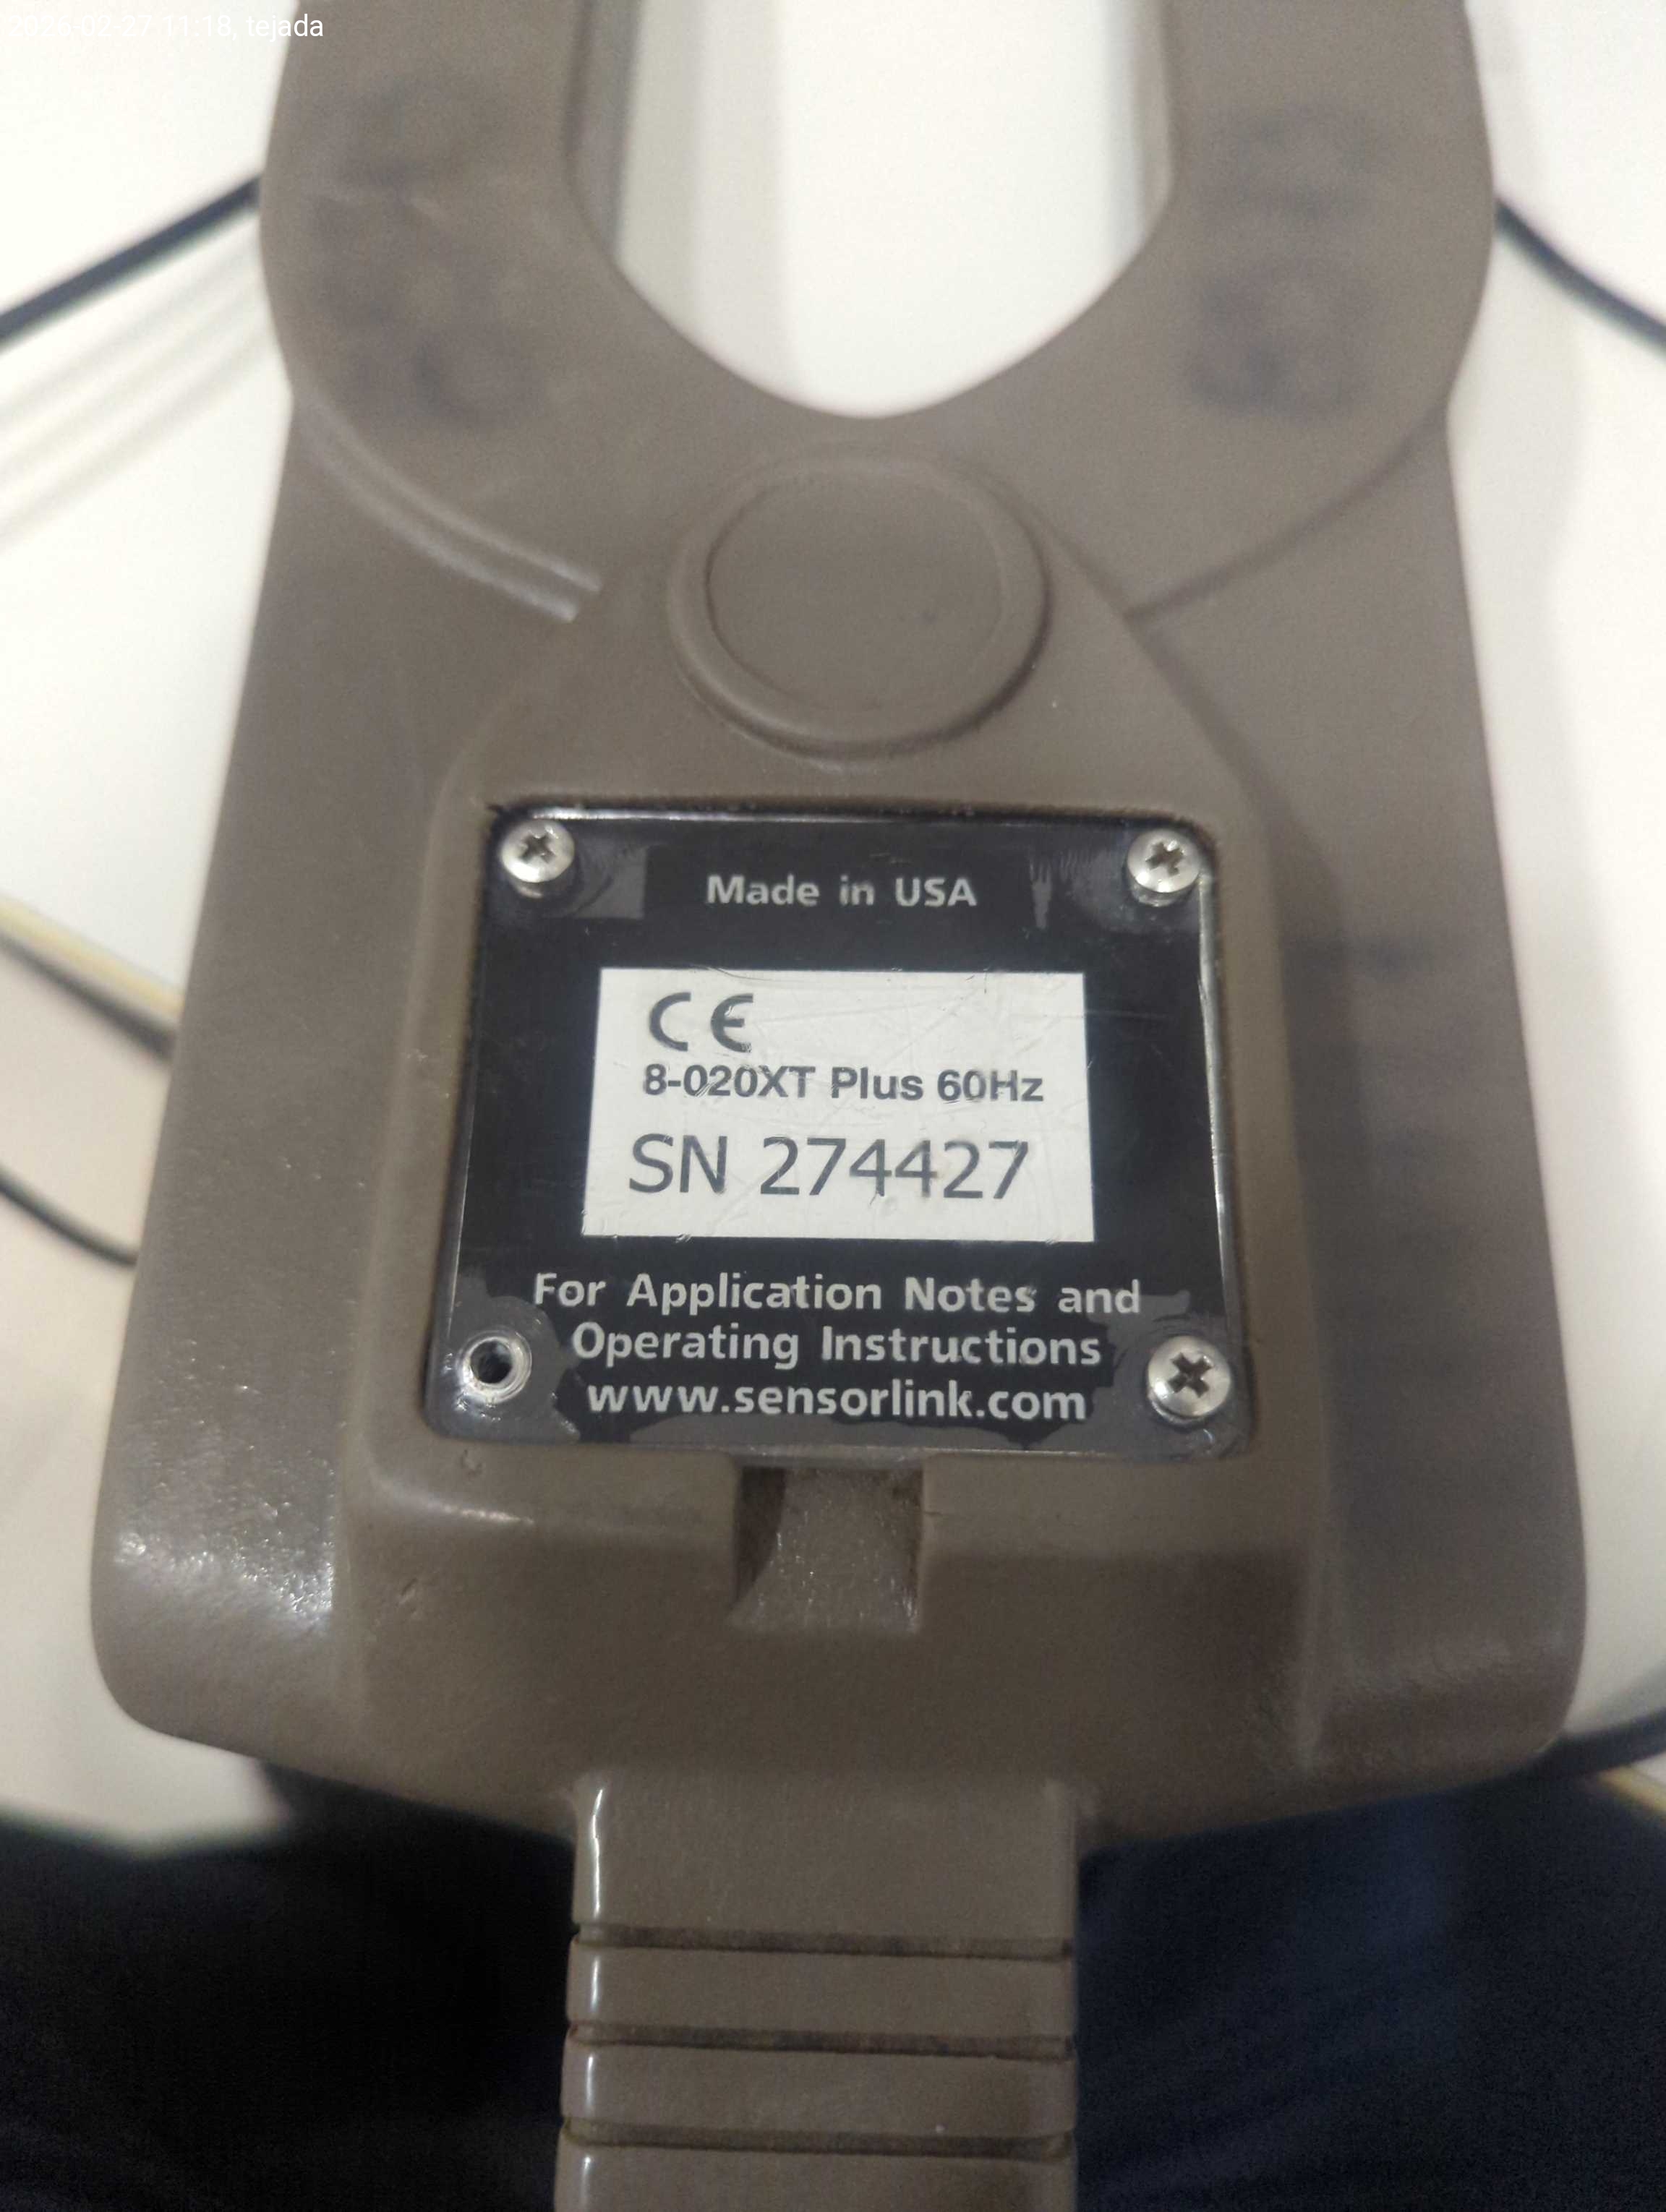 2026-02-27 11:18, tejada
Made in USA
CE
8-020XT Plus 60Hz
SN 274427
For Application Notes and
Operating Instructions
www.sensorlink.com